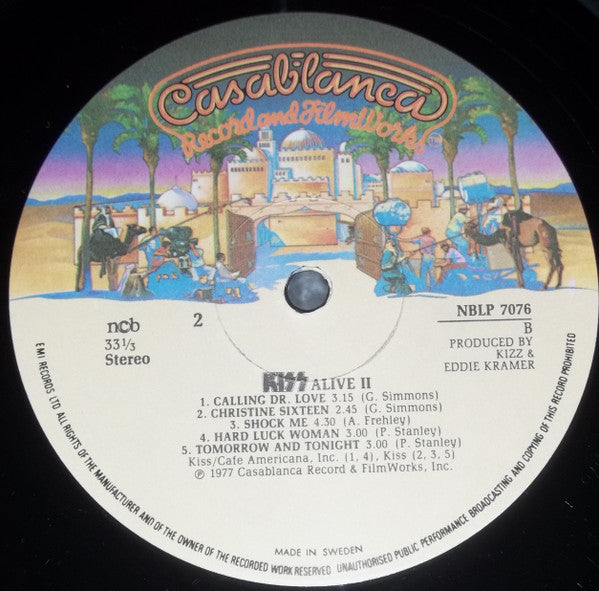 Casablanca
Record and FilmWorks™
ncb
33⅓
Stereo
2
NBLP 7076
B
PRODUCED BY
KIZZ &
EDDIE KRAMER
KISS ALIVE II
1. CALLING DR. LOVE 3.15 (G. Simmons)
2. CHRISTINE SIXTEEN 2.45 (G. Simmons)
3. SHOCK ME 4.30 (A. Frehley)
4. HARD LUCK WOMAN 3.00 (P. Stanley)
5. TOMORROW AND TONIGHT 3.00 (P. Stanley)
Kiss/Cafe Americana, Inc. (1, 4), Kiss (2, 3, 5)
℗ 1977 Casablanca Record & FilmWorks, Inc.
MADE IN SWEDEN
EMI RECORDS LTD ALL RIGHTS OF THE MANUFACTURER AND OF THE OWNER OF THE RECORDED WORK RESERVED UNAUTHORISED PUBLIC PERFORMANCE BROADCASTING AND COPYING OF THIS RECORD PROHIBITED